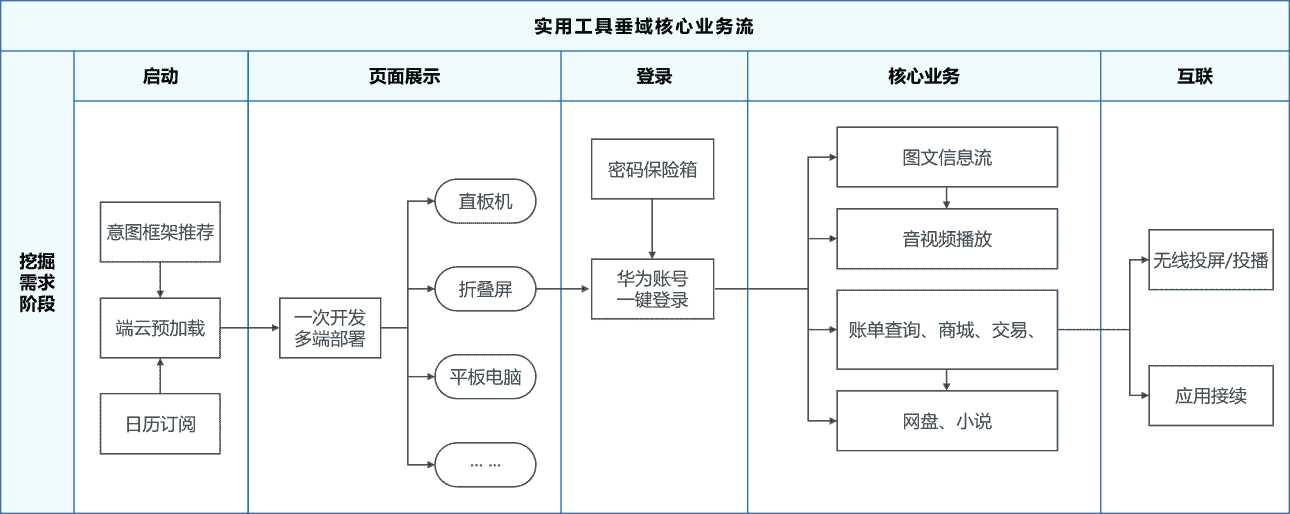 实用工具垂域核心业务流
启动
页面展示
登录
核心业务
互联
挖掘
需求
阶段
意图框架推荐
端云预加载
日历订阅
一次开发
多端部署
直板机
折叠屏
平板电脑
… …
密码保险箱
华为账号
一键登录
图文信息流
音视频播放
账单查询、商城、交易、
网盘、小说
无线投屏/投播
应用接续